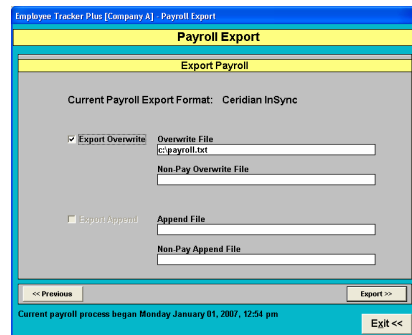 Employee Tracker Plus [Company A] - Payroll Export
Payroll Export
Export Payroll
Current Payroll Export Format: Ceridian InSync
Export Overwrite
Overwrite File
c:\payroll.txt
Non-Pay Overwrite File
Export Append
Append File
Non-Pay Append File
<< Previous
Export >>
Current payroll process began Monday January 01, 2007, 12:54 pm
Exit <<